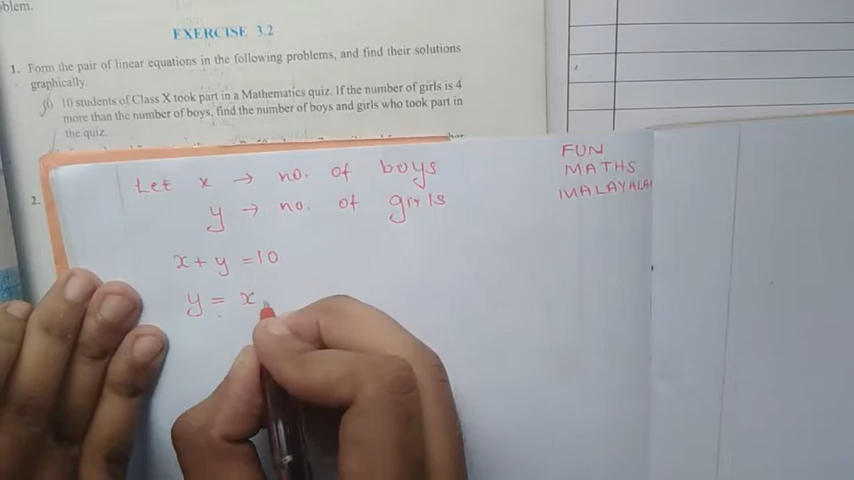 blem.
EXERCISE 3.2
1. Form the pair of linear equations in the following problems, and find their solutions
graphically.
(i) 10 students of Class X took part in a Mathematics quiz. If the number of girls is 4
more than the number of boys, find the number of boys and girls who took part in
the quiz.
2.
Let x → no. of boys
y → no. of girls
x + y = 10
y = x
FUN
MATHS
MALAYALA